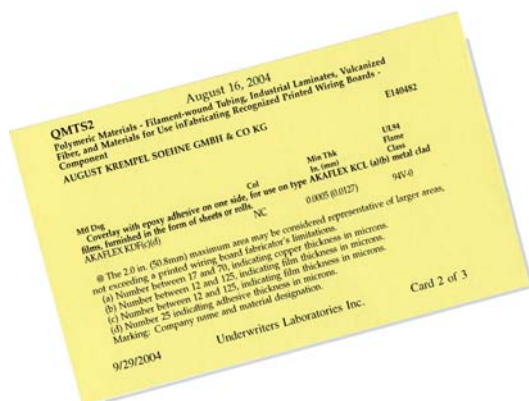 August 16, 2004
QMTS2
Polymeric Materials - Filament-wound Tubing, Industrial Laminates, Vulcanized
Fiber, and Materials for Use inFabricating Recognized Printed Wiring Boards -
Component
E140482
AUGUST KREMPEL SOEHNE GMBH & CO KG
UL94
Min Thk Flame
Mtl Dsg Col In. (mm) Class
Coverlay with epoxy adhesive on one side, for use on type AKAFLEX KCL (a)(b) metal clad
films, furnished in the form of sheets or rolls.
AKAFLEX KDF(c)(d) NC 0.0005 (0.0127) 94V-0
@ The 2.0 in. (50.8mm) maximum area may be considered representative of larger areas,
not exceeding a printed wiring board fabricator's limitations.
(a) Number between 17 and 70, indicating copper thickness in microns.
(b) Number between 12 and 125, indicating film thickness in microns.
(c) Number between 12 and 125, indicating film thickness in microns.
(d) Number 25 indicating adhesive thickness in microns.
Marking: Company name and material designation.
9/29/2004 Underwriters Laboratories Inc. Card 2 of 3